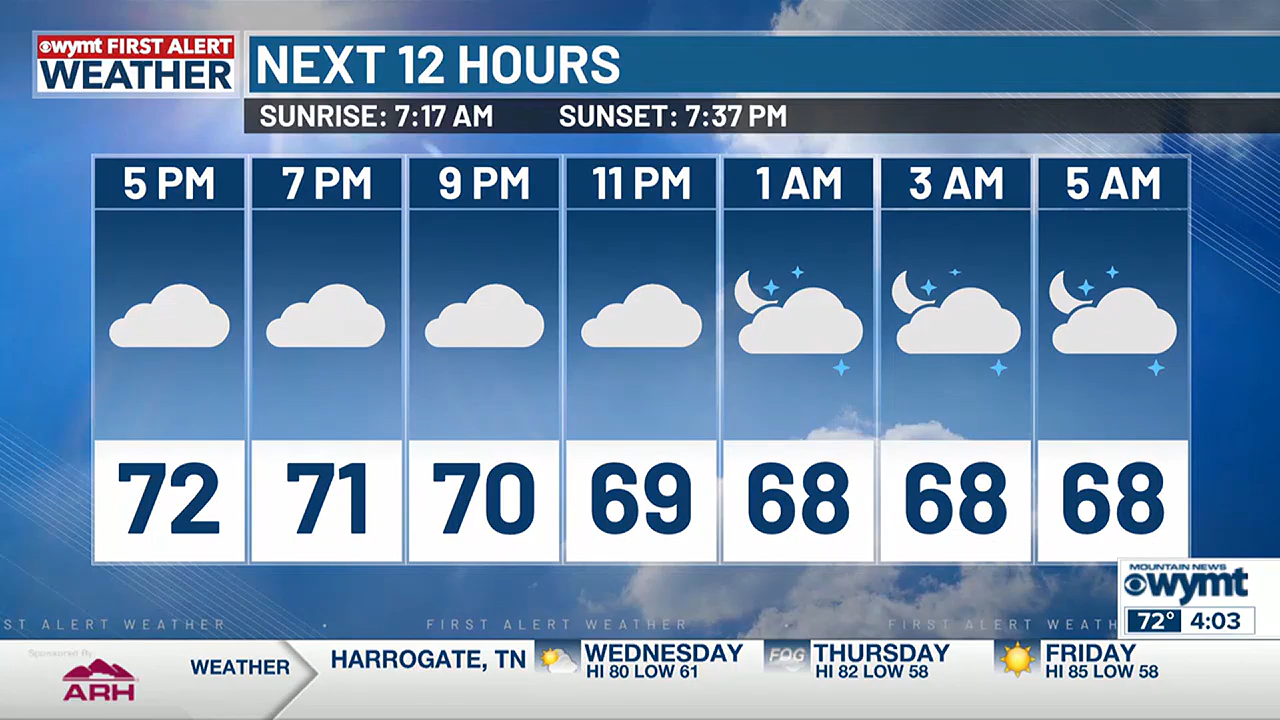 wymt FIRST ALERT
WEATHER
NEXT 12 HOURS
SUNRISE: 7:17 AM SUNSET: 7:37 PM
5 PM 7 PM 9 PM 11 PM 1 AM 3 AM 5 AM
72 71 70 69 68 68 68
MOUNTAIN NEWS
wymt
72° 4:03
ST ALERT WEATHER • FIRST ALERT WEATHER • FIRST ALERT WEATH
Sponsored By
ARH
WEATHER
HARROGATE, TN
WEDNESDAY
HI 80 LOW 61
FOG
THURSDAY
HI 82 LOW 58
FRIDAY
HI 85 LOW 58